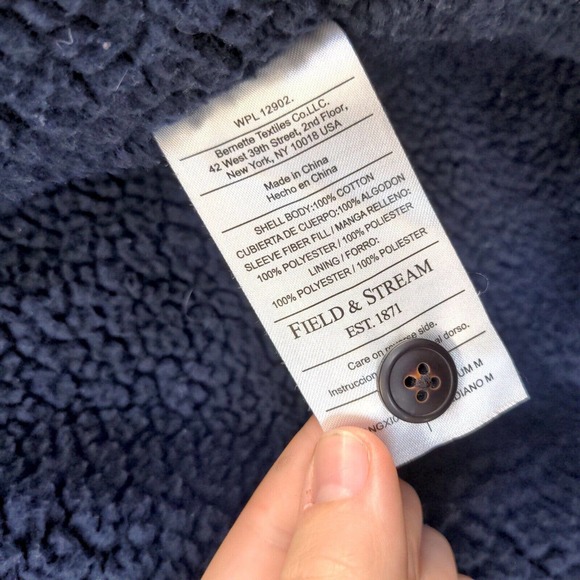 WPL 12902.
Bernette Textiles Co.LLC.
42 West 39th Street, 2nd Floor,
New York, NY 10018 USA
Made in China
Hecho en China
SHELL BODY:100% COTTON
CUBIERTA DE CUERPO:100% ALGODON
SLEEVE FIBER FILL / MANGA RELLENO:
100% POLYESTER / 100% POLIESTER
LINING / FORRO:
100% POLYESTER / 100% POLIESTER
FIELD & STREAM
EST. 1871
Care on side.
dorso.
M
M